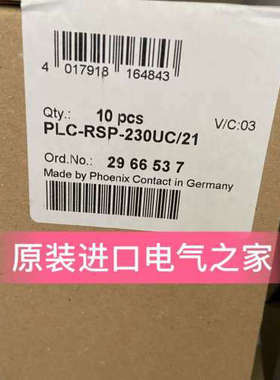 4 017918 164843
Qty.: 10 pcs V/C:03
PLC-RSP-230UC/21
Ord.No.: 29 66 53 7
Made by Phoenix Contact in Germany
原装进口电气之家